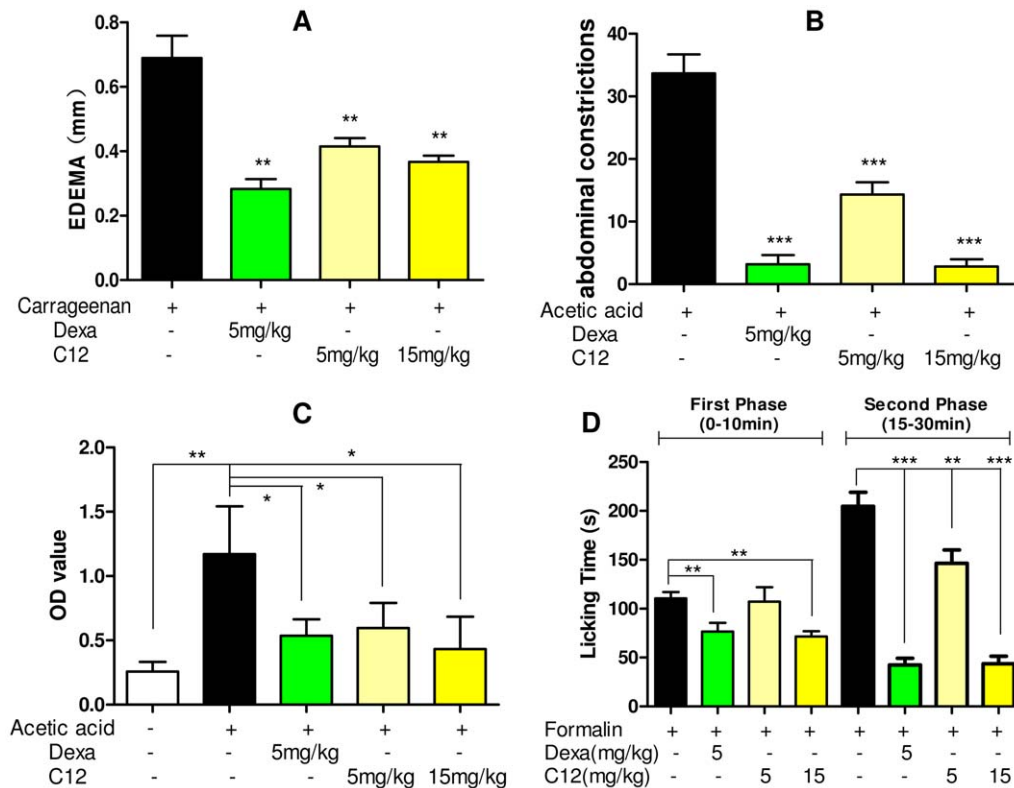 A
EDEMA (mm)
0.8
0.6
0.4
0.2
0.0
** ** **
Carrageenan + + + +
Dexa - 5mg/kg - -
C12 - - 5mg/kg 15mg/kg
B
abdominal constrictions
40
30
20
10
0
*** *** ***
Acetic acid + + + +
Dexa - 5mg/kg - -
C12 - - 5mg/kg 15mg/kg
C
OD value
2.0
1.5
1.0
0.5
0.0
** *
* *
Acetic acid - + + + +
Dexa - - 5mg/kg - -
C12 - - - 5mg/kg 15mg/kg
D
First Phase
(0-10min)
Second Phase
(15-30min)
Licking Time (s)
250
200
150
100
50
0
** **
*** ** ***
Formalin + + + + + + + +
Dexa(mg/kg) - 5 - - - 5 - -
C12(mg/kg) - - 5 15 - - 5 15